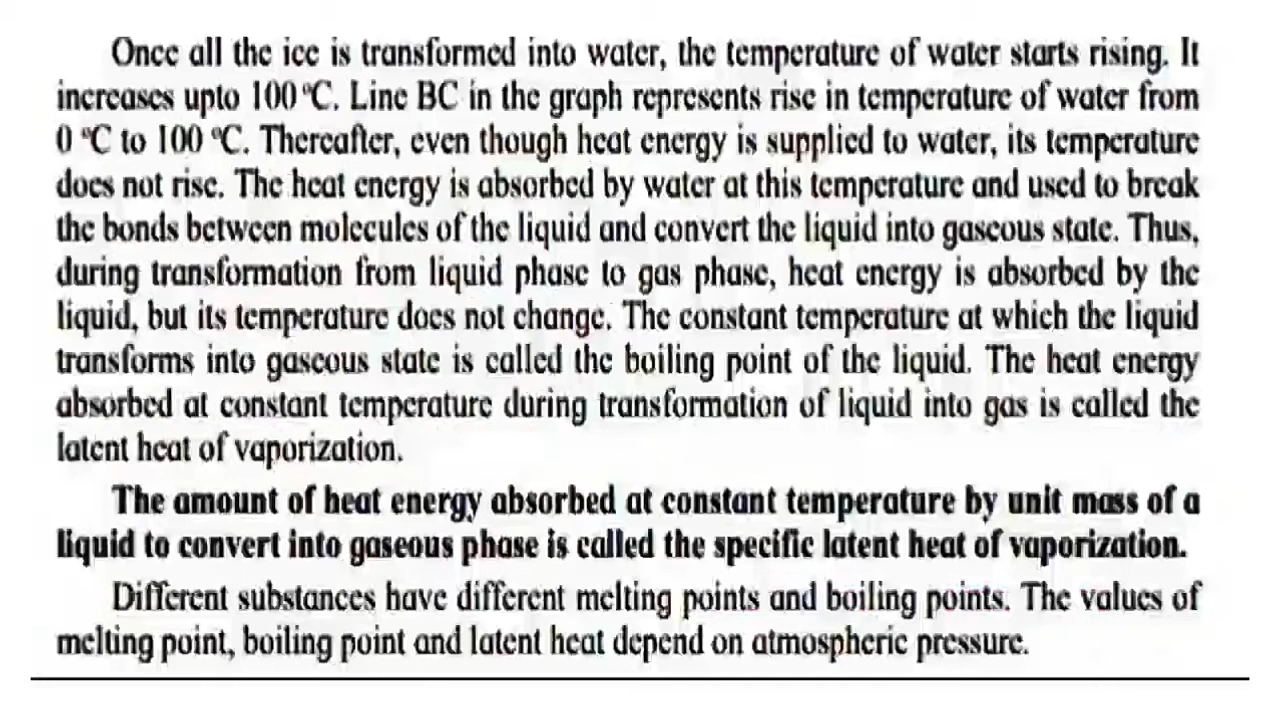 Once all the ice is transformed into water, the temperature of water starts rising. It
increases upto 100 °C. Line BC in the graph represents rise in temperature of water from
0 °C to 100 °C. Thereafter, even though heat energy is supplied to water, its temperature
does not rise. The heat energy is absorbed by water at this temperature and used to break
the bonds between molecules of the liquid and convert the liquid into gaseous state. Thus,
during transformation from liquid phase to gas phase, heat energy is absorbed by the
liquid, but its temperature does not change. The constant temperature at which the liquid
transforms into gaseous state is called the boiling point of the liquid. The heat energy
absorbed at constant temperature during transformation of liquid into gas is called the
latent heat of vaporization.
The amount of heat energy absorbed at constant temperature by unit mass of a
liquid to convert into gaseous phase is called the specific latent heat of vaporization.
Different substances have different melting points and boiling points. The values of
melting point, boiling point and latent heat depend on atmospheric pressure.